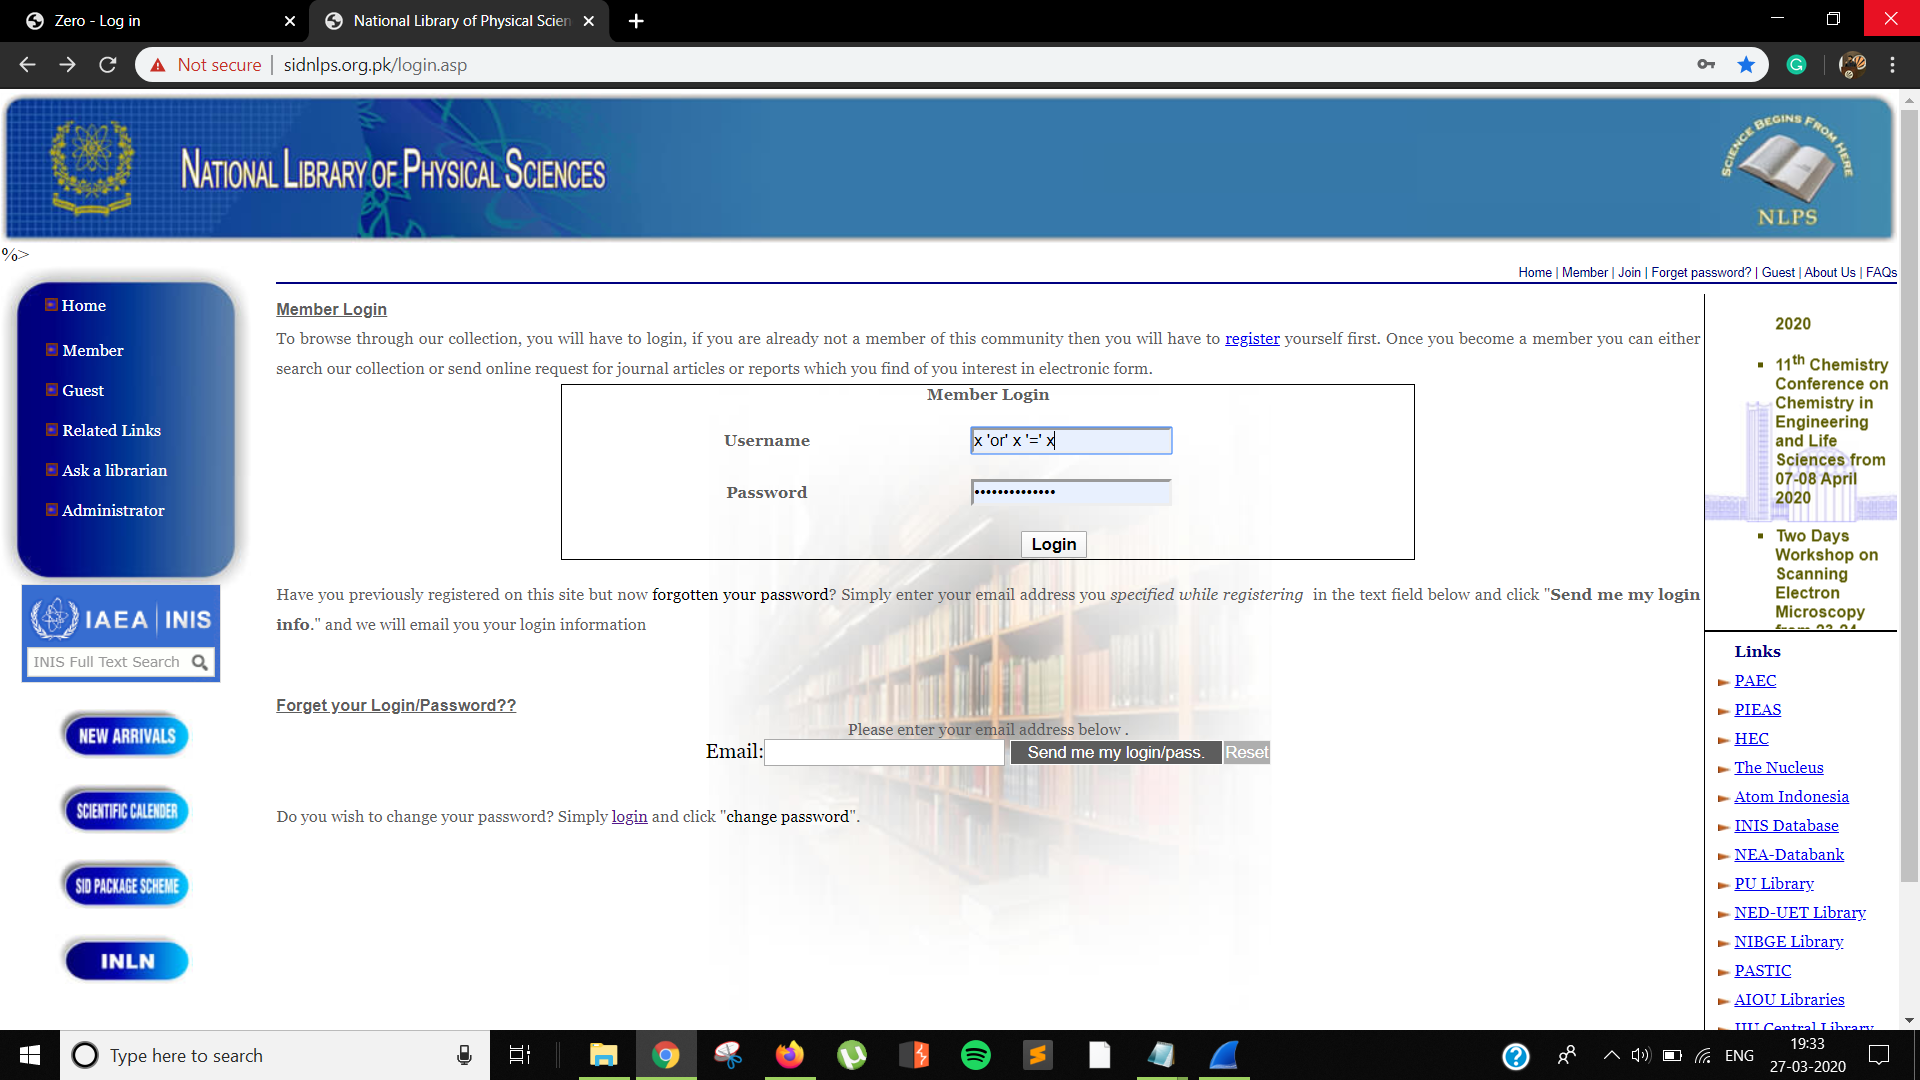 Zero - Log in
National Library of Physical Scien
Not secure
sidnlps.org.pk/login.asp
NATIONAL LIBRARY OF PHYSICAL SCIENCES
SCIENCE BEGINS FROM HERE
NLPS
%>
Home | Member | Join | Forget password? | Guest | About Us | FAQs
Home
Member
Guest
Related Links
Ask a librarian
Administrator
IAEA | INIS
INIS Full Text Search
NEW ARRIVALS
SCIENTIFIC CALENDER
SID PACKAGE SCHEME
INLN
Member Login
To browse through our collection, you will have to login, if you are already not a member of this community then you will have to register yourself first. Once you become a member you can either
search our collection or send online request for journal articles or reports which you find of you interest in electronic form.
Member Login
Username
x 'or' x '=' x
Password
••••••••••••••
Login
Have you previously registered on this site but now forgotten your password? Simply enter your email address you specified while registering in the text field below and click "Send me my login
info." and we will email you your login information
Forget your Login/Password??
Please enter your email address below .
Email:
Send me my login/pass.
Reset
Do you wish to change your password? Simply login and click "change password".
2020
11th Chemistry
Conference on
Chemistry in
Engineering
and Life
Sciences from
07-08 April
2020
Two Days
Workshop on
Scanning
Electron
Microscopy
from 23-24
Links
PAEC
PIEAS
HEC
The Nucleus
Atom Indonesia
INIS Database
NEA-Databank
PU Library
NED-UET Library
NIBGE Library
PASTIC
AIOU Libraries
IIU Central Library
Type here to search
ENG
19:33
27-03-2020